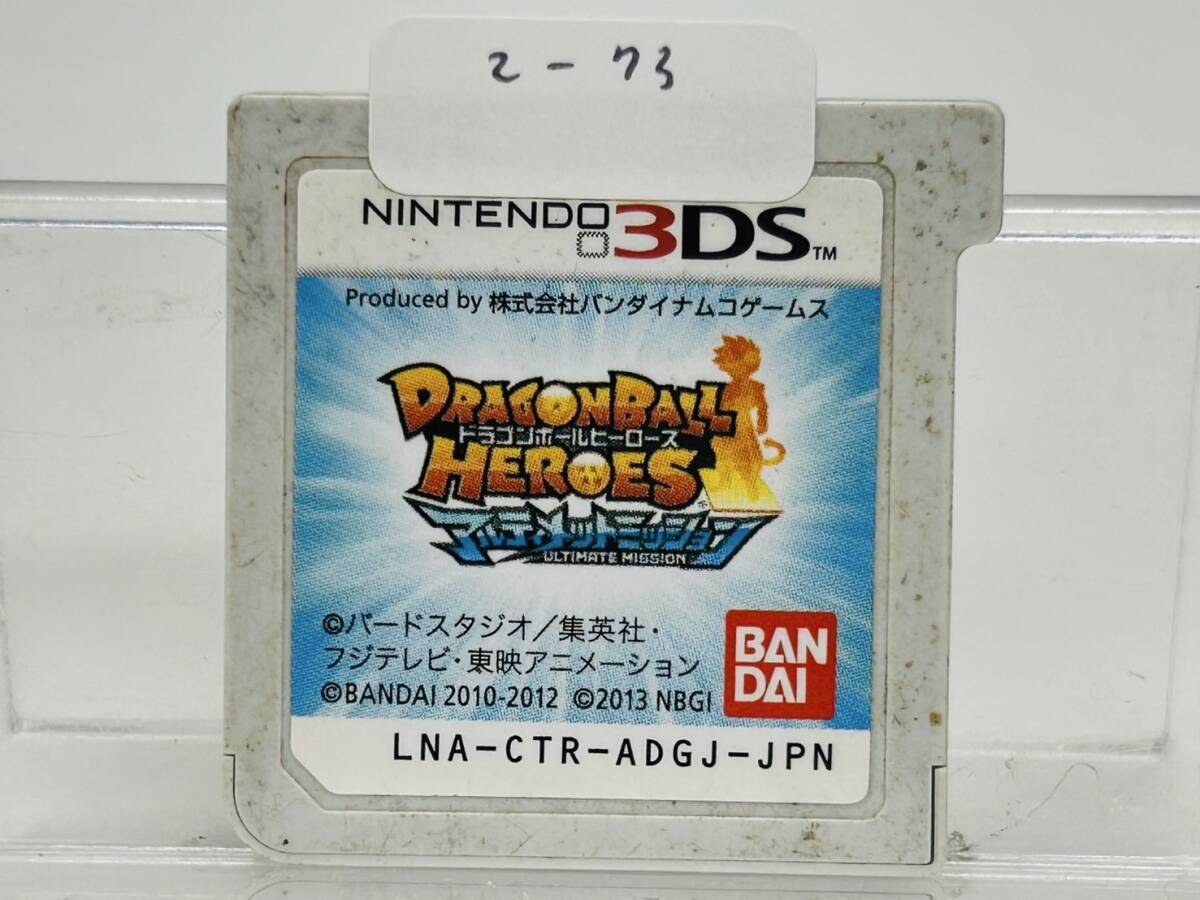 2-73
NINTENDO 3DS™
Produced by 株式会社バンダイナムコゲームス
DRAGONBALL
ドラゴンボールヒーローズ
HEROES
アルティメットミッション
ULTIMATE MISSION
©バードスタジオ／集英社・
フジテレビ・東映アニメーション
©BANDAI 2010-2012 ©2013 NBGI
BAN
DAI
LNA-CTR-ADGJ-JPN